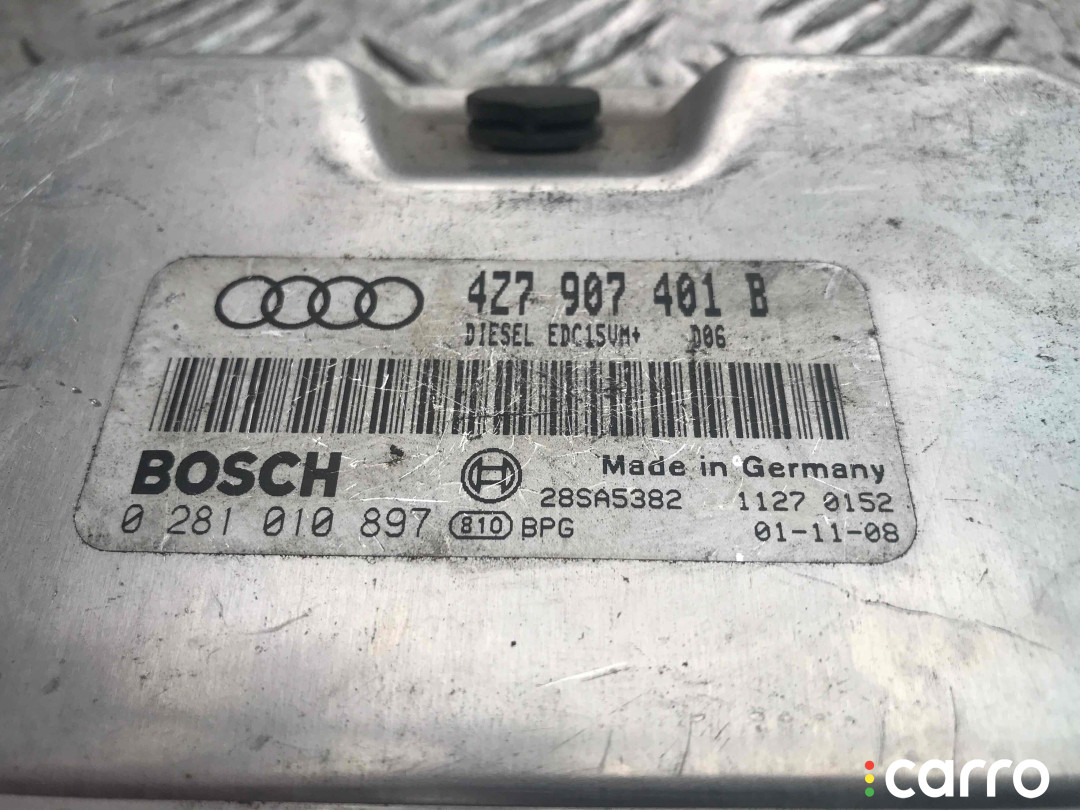 4Z7 907 401 B
DIESEL EDC15VM+ D06
BOSCH
Made in Germany
28SA5382 1127 0152
0 281 010 897 810 BPG 01-11-08
carro